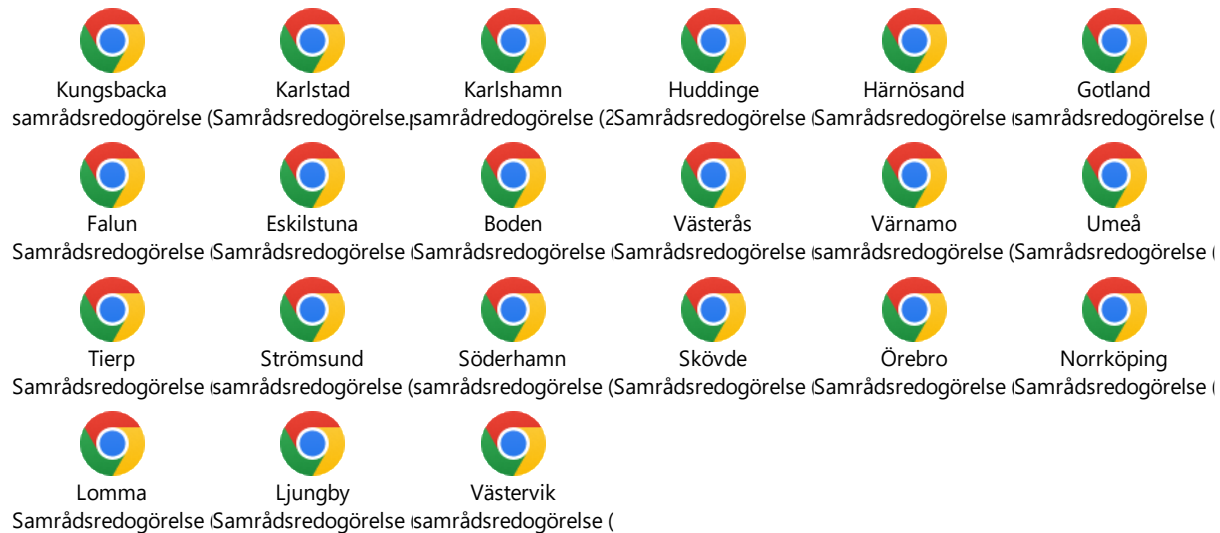 Kungsbacka Karlstad Karlshamn Huddinge Härnösand Gotland
samrådsredogörelse (Samrådsredogörelse.p samrådredogörelse (2 Samrådsredogörelse (Samrådsredogörelse (samrådsredogörelse (
Falun Eskilstuna Boden Västerås Värnamo Umeå
Samrådsredogörelse (Samrådsredogörelse (Samrådsredogörelse (Samrådsredogörelse (samrådsredogörelse (Samrådsredogörelse (
Tierp Strömsund Söderhamn Skövde Örebro Norrköping
Samrådsredogörelse (samrådsredogörelse (samrådsredogörelse (Samrådsredogörelse (Samrådsredogörelse (Samrådsredogörelse (
Lomma Ljungby Västervik
Samrådsredogörelse (Samrådsredogörelse (samrådsredogörelse (